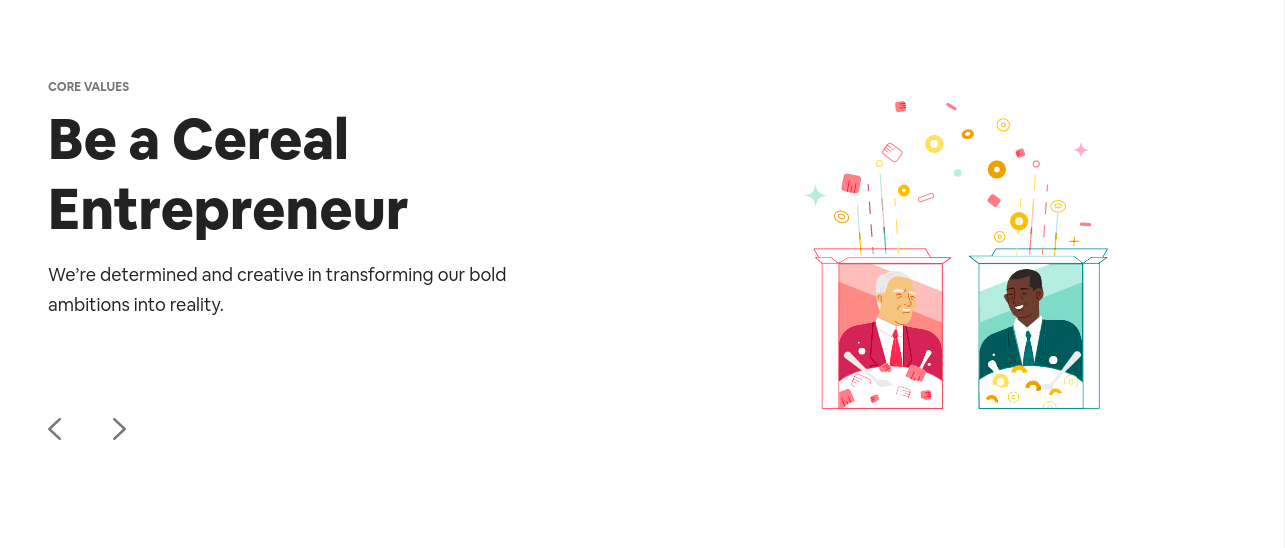 CORE VALUES
Be a Cereal
Entrepreneur
We’re determined and creative in transforming our bold
ambitions into reality.